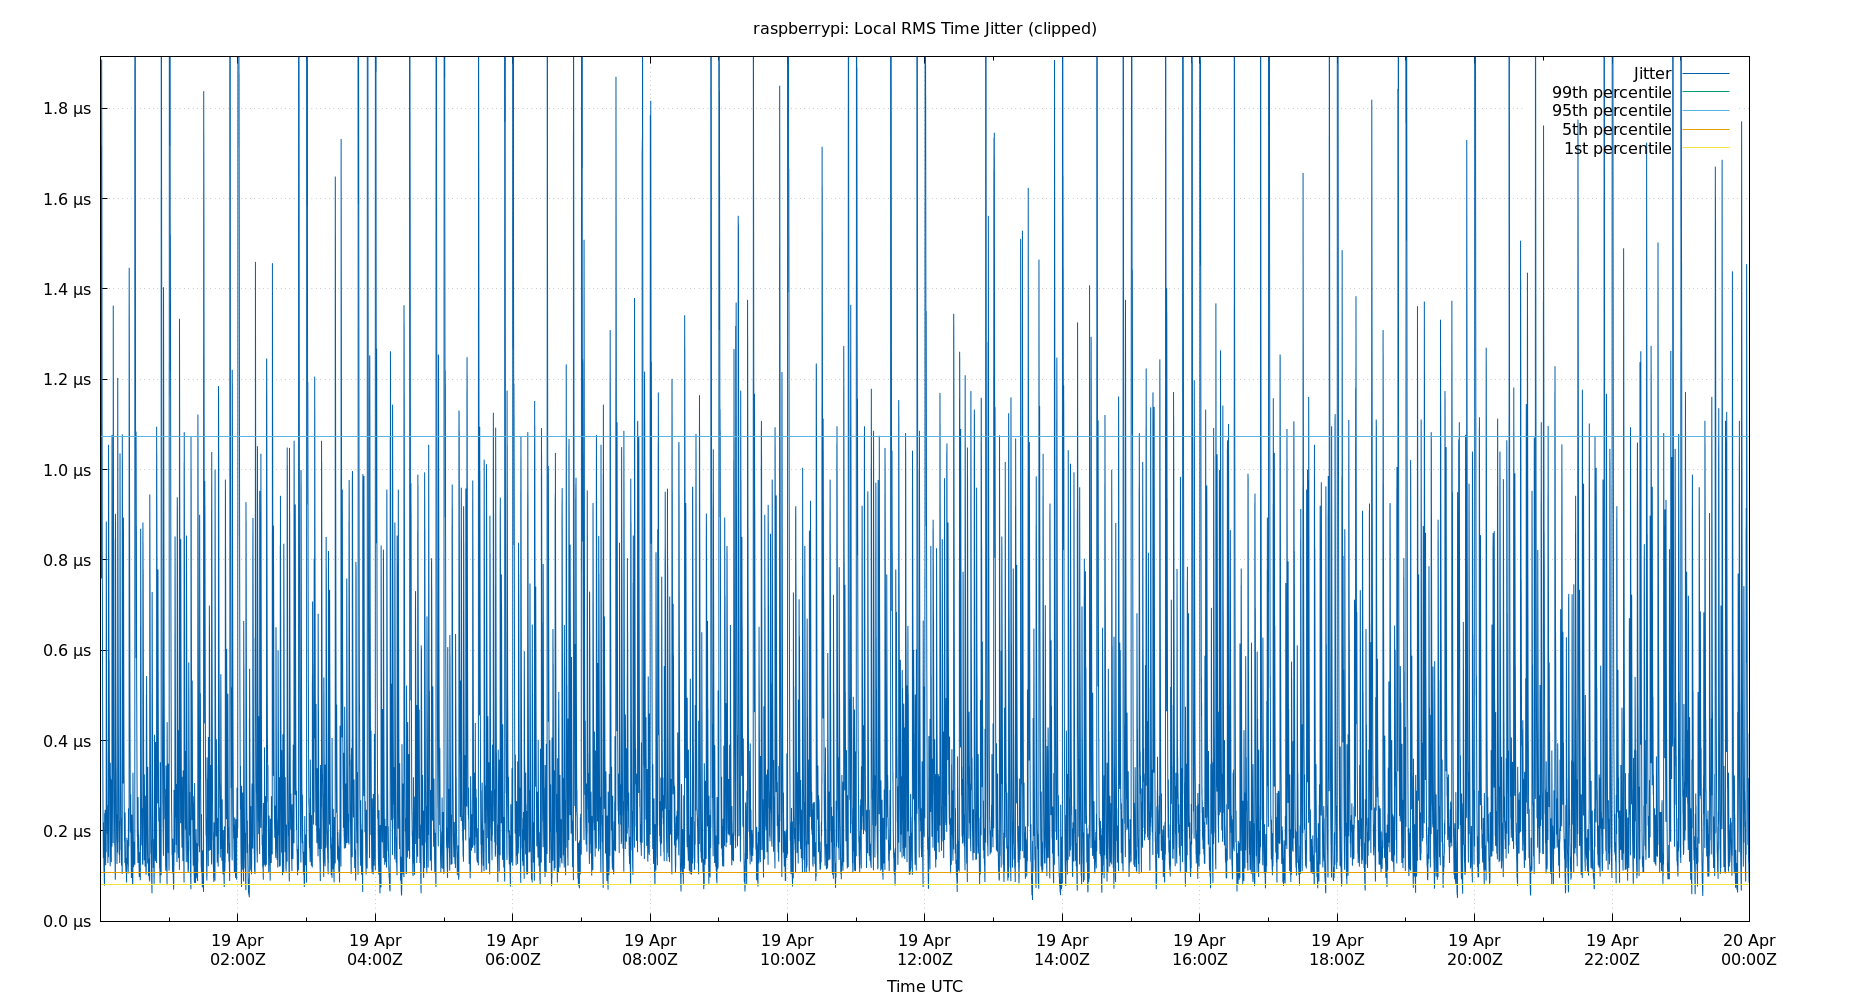 raspberrypi: Local RMS Time Jitter (clipped)
Jitter
99th percentile
95th percentile
5th percentile
1st percentile
1.8 µs
1.6 µs
1.4 µs
1.2 µs
1.0 µs
0.8 µs
0.6 µs
0.4 µs
0.2 µs
0.0 µs
19 Apr 19 Apr 19 Apr 19 Apr 19 Apr 19 Apr 19 Apr 19 Apr 19 Apr 19 Apr 19 Apr 20 Apr
02:00Z 04:00Z 06:00Z 08:00Z 10:00Z 12:00Z 14:00Z 16:00Z 18:00Z 20:00Z 22:00Z 00:00Z
Time UTC